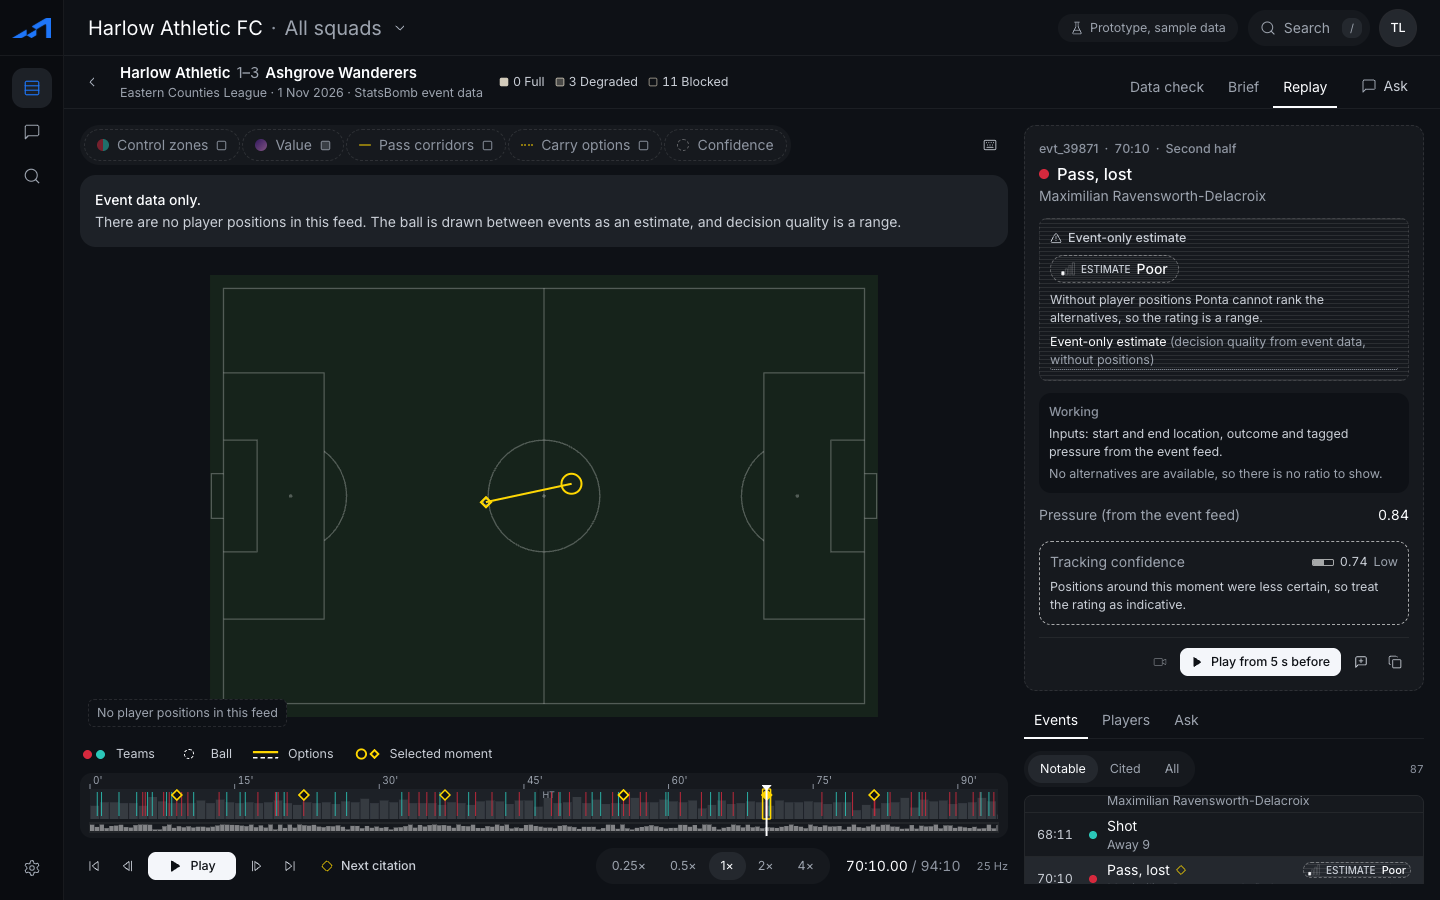 Harlow Athletic FC · All squads
Prototype, sample data
Search /
TL
Harlow Athletic 1–3 Ashgrove Wanderers
Eastern Counties League · 1 Nov 2026 · StatsBomb event data
0 Full 3 Degraded 11 Blocked
Data check Brief Replay Ask
Control zones Value Pass corridors Carry options Confidence
Event data only.
There are no player positions in this feed. The ball is drawn between events as an estimate, and decision quality is a range.
No player positions in this feed
Teams Ball Options Selected moment
0' 15' 30' 45' 60' 75' 90'
HT
Play Next citation
0.25× 0.5× 1× 2× 4×
70:10.00 / 94:10 25 Hz
evt_39871 · 70:10 · Second half
Pass, lost
Maximilian Ravensworth-Delacroix
Event-only estimate
ESTIMATE Poor
Without player positions Ponta cannot rank the
alternatives, so the rating is a range.
Event-only estimate (decision quality from event data,
without positions)
Working
Inputs: start and end location, outcome and tagged
pressure from the event feed.
No alternatives are available, so there is no ratio to show.
Pressure (from the event feed) 0.84
Tracking confidence 0.74 Low
Positions around this moment were less certain, so treat
the rating as indicative.
Play from 5 s before
Events Players Ask
Notable Cited All 87
Maximilian Ravensworth-Delacroix
68:11 Shot
Away 9
70:10 Pass, lost ESTIMATE Poor